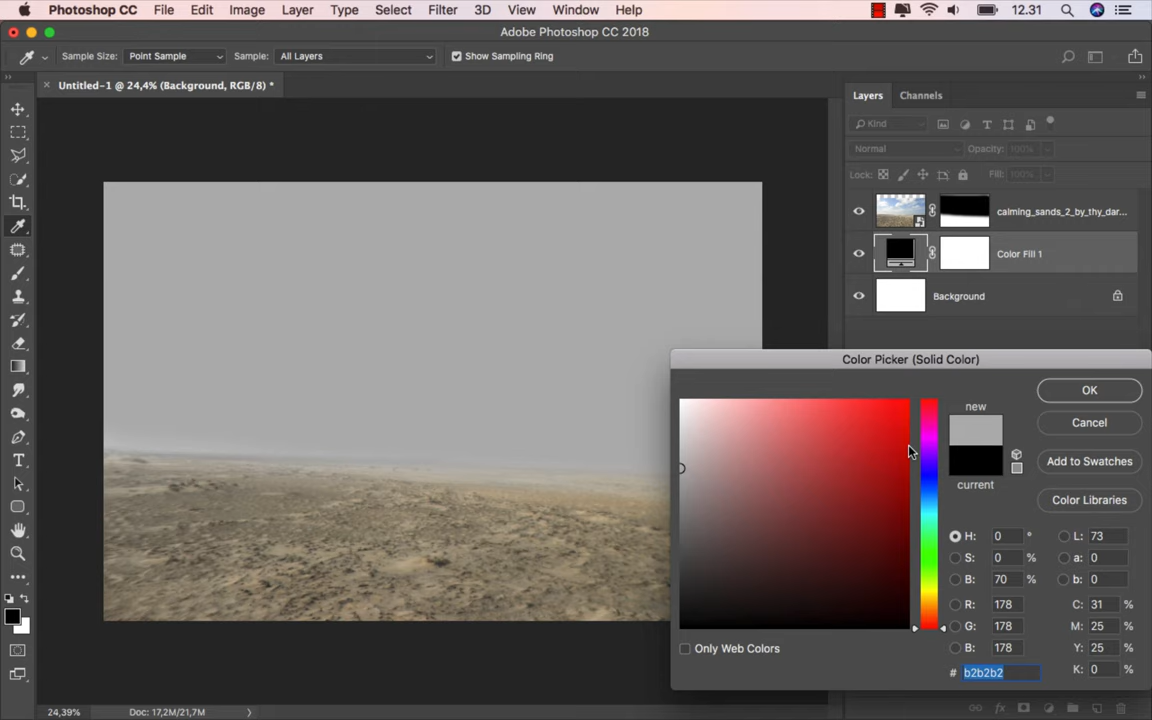 Photoshop CC File Edit Image Layer Type Select Filter 3D View Window Help 12.31
Adobe Photoshop CC 2018
Sample Size: Point Sample Sample: All Layers Show Sampling Ring
Untitled-1 @ 24,4% (Background, RGB/8) *
Layers Channels
Kind
Normal Opacity: 100%
Lock: Fill: 100%
calming_sands_2_by_thy_dar...
Color Fill 1
Background
Color Picker (Solid Color)
new
current
OK
Cancel
Add to Swatches
Color Libraries
H: 0 ° L: 73
S: 0 % a: 0
B: 70 % b: 0
R: 178 C: 31 %
G: 178 M: 25 %
B: 178 Y: 25 %
# b2b2b2 K: 0 %
Only Web Colors
24,39% Doc: 17,2M/21,7M